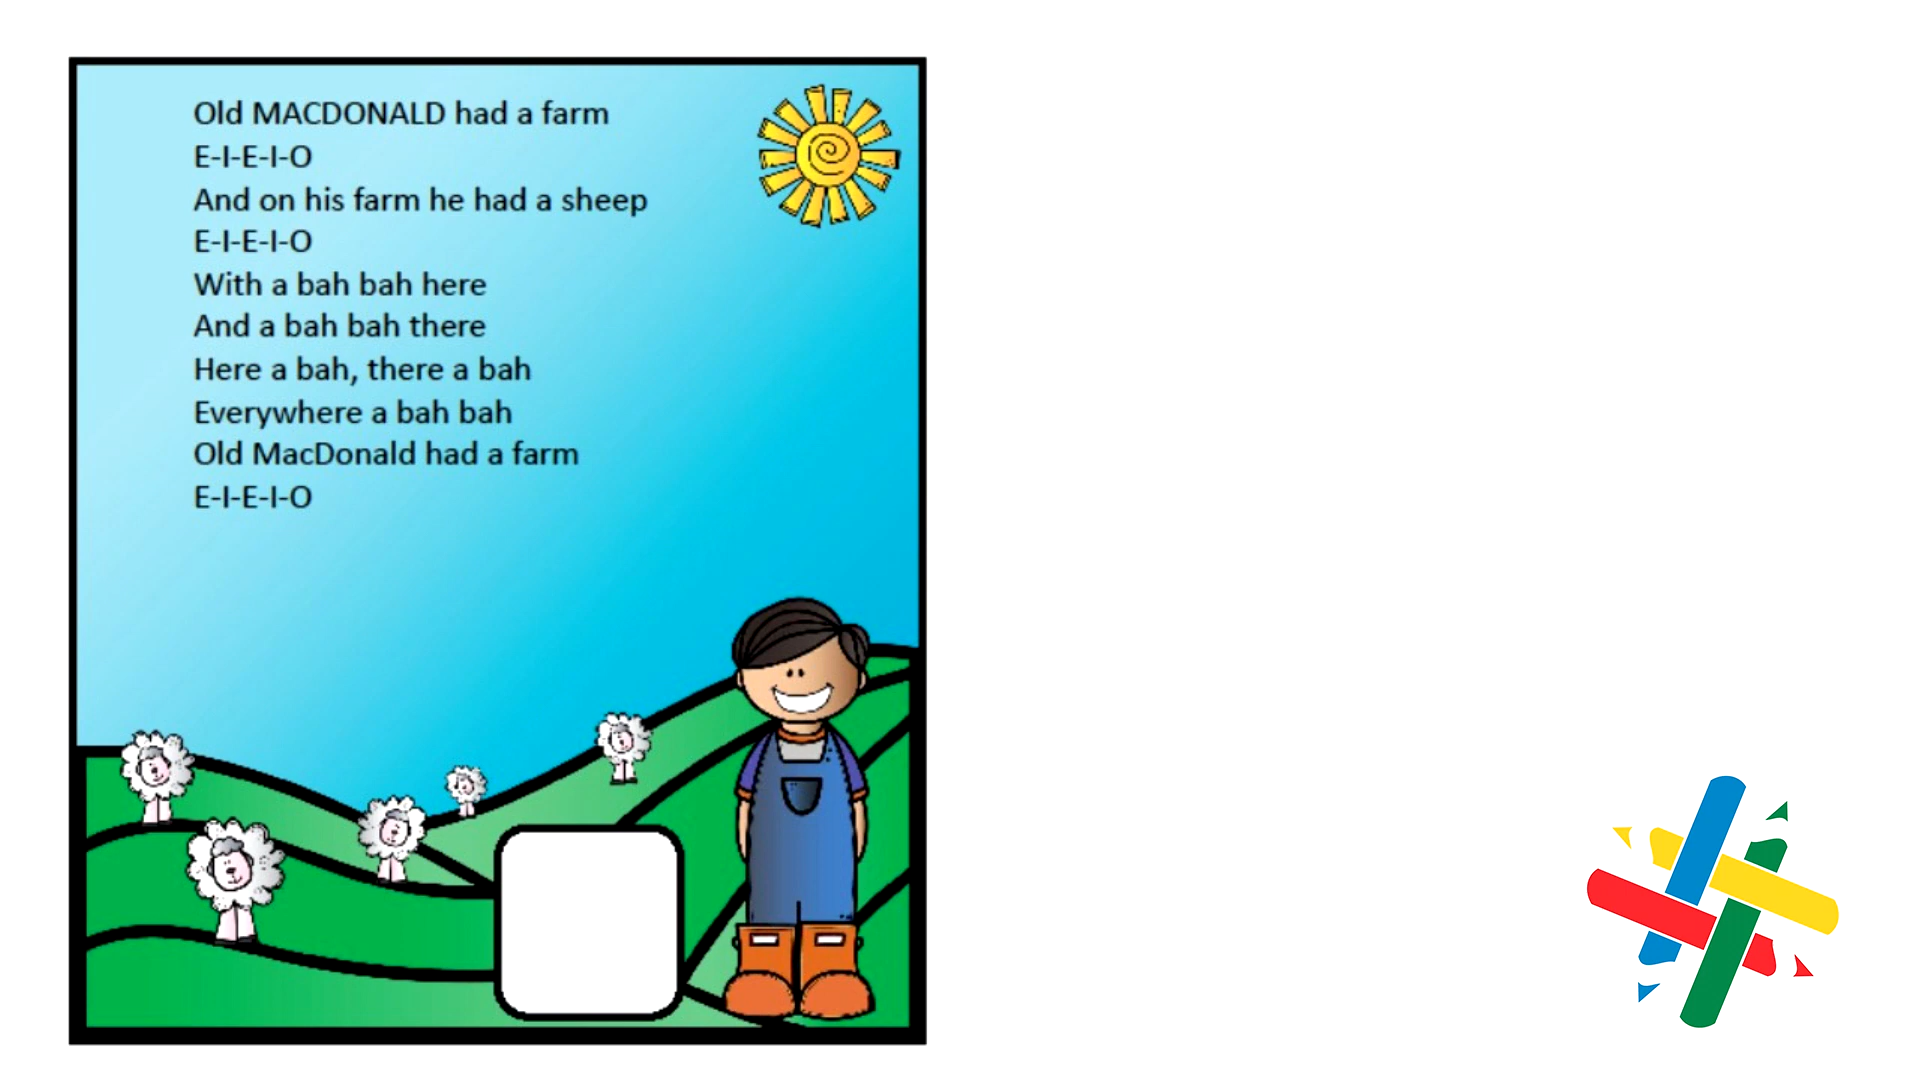 Old MACDONALD had a farm
E-I-E-I-O
And on his farm he had a sheep
E-I-E-I-O
With a bah bah here
And a bah bah there
Here a bah, there a bah
Everywhere a bah bah
Old MacDonald had a farm
E-I-E-I-O